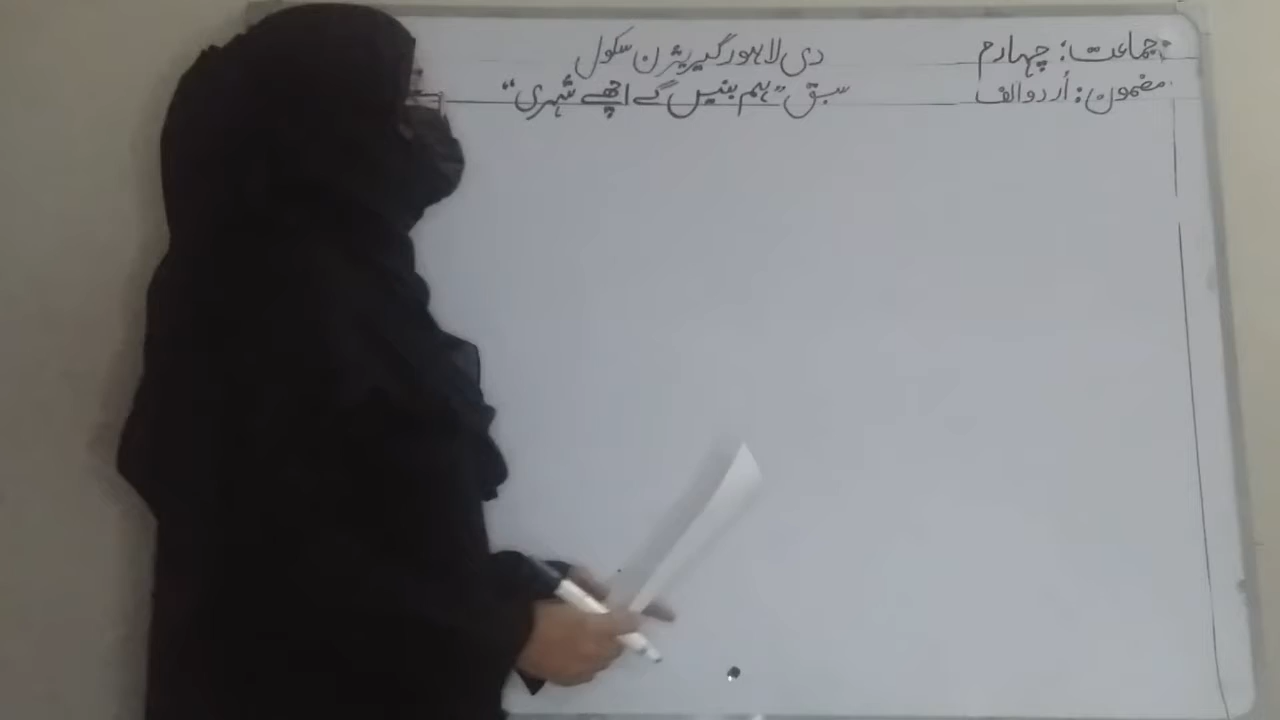 جماعت: چہارم
مضمون: اُردو الف
دی لاہور گیریژن سکول
سبق "ہم بنیں گے اچھے شہری"